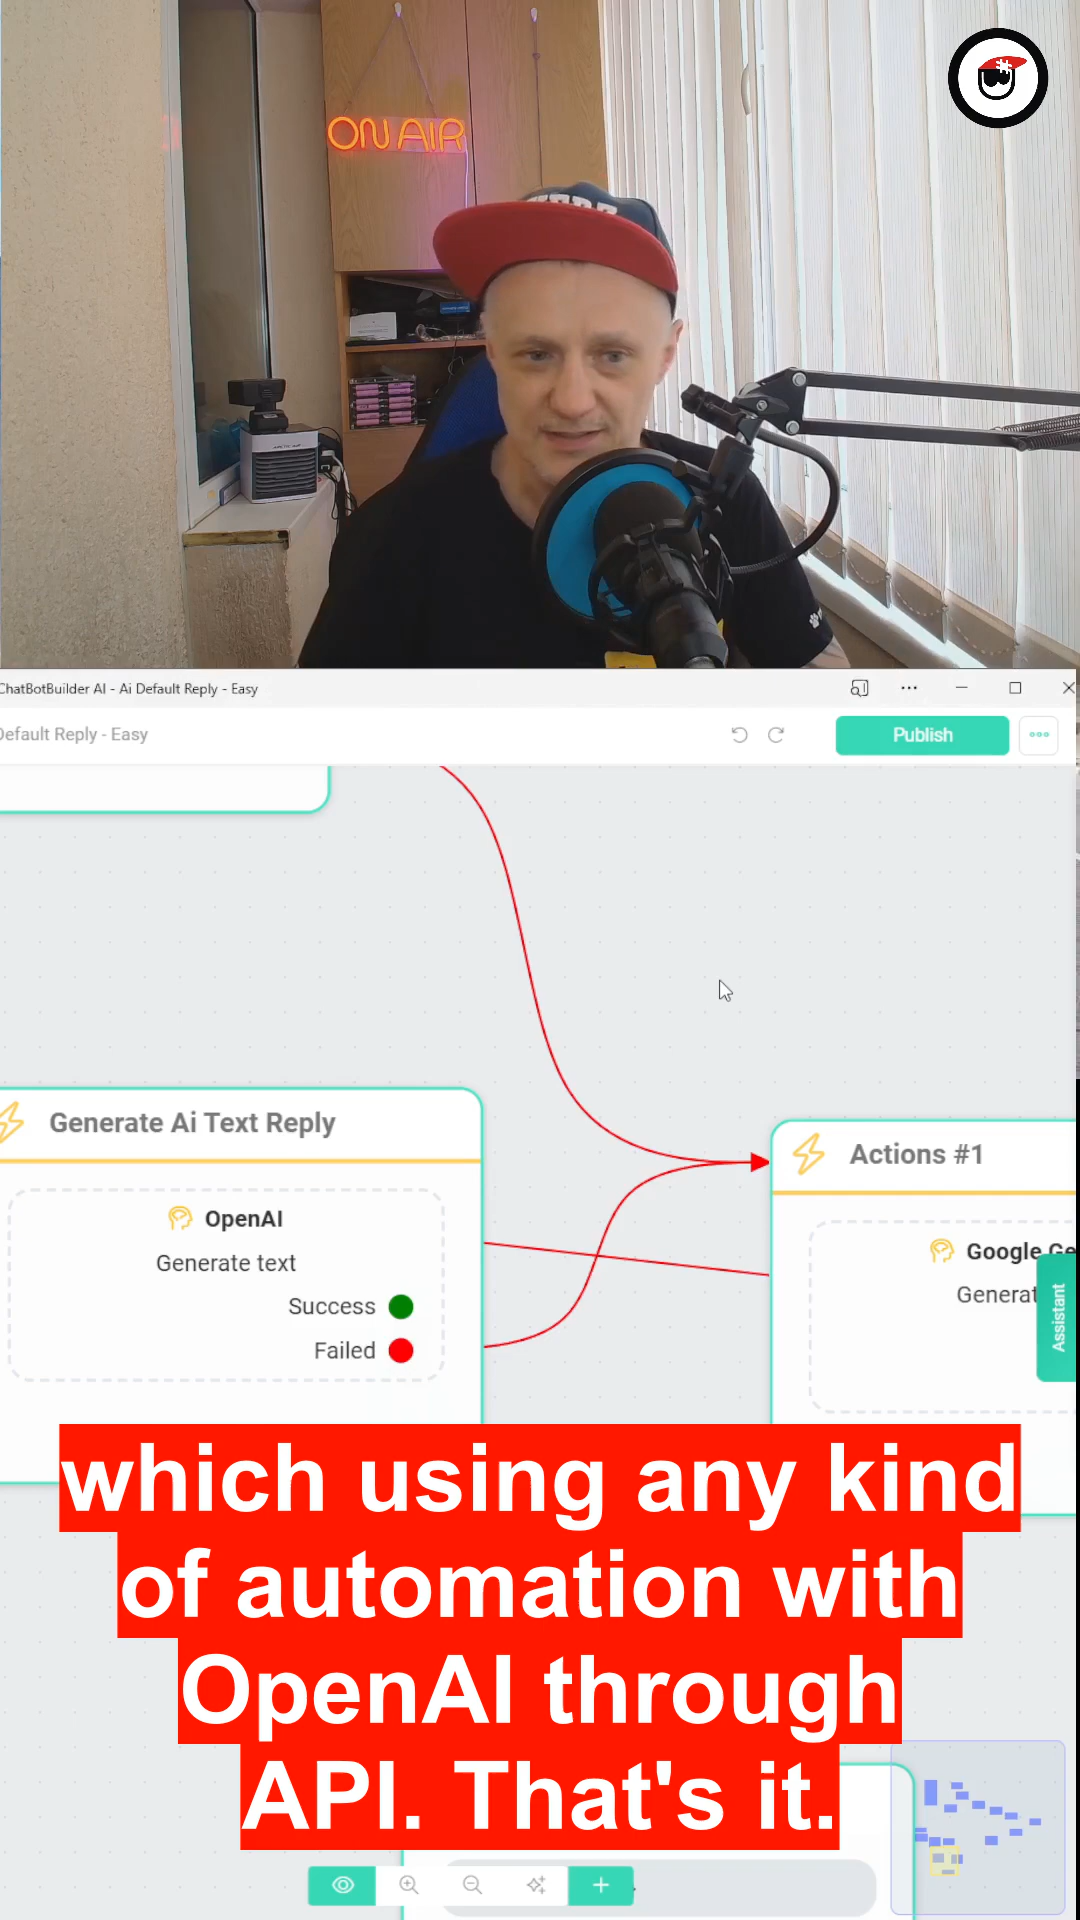 ON AIR
ChatBotBuilder AI - Ai Default Reply - Easy
Default Reply - Easy
Publish
Generate Ai Text Reply
OpenAI
Generate text
Success
Failed
Actions #1
Google Ge
Generat
Assistant
which using any kind
of automation with
OpenAI through
API. That's it.